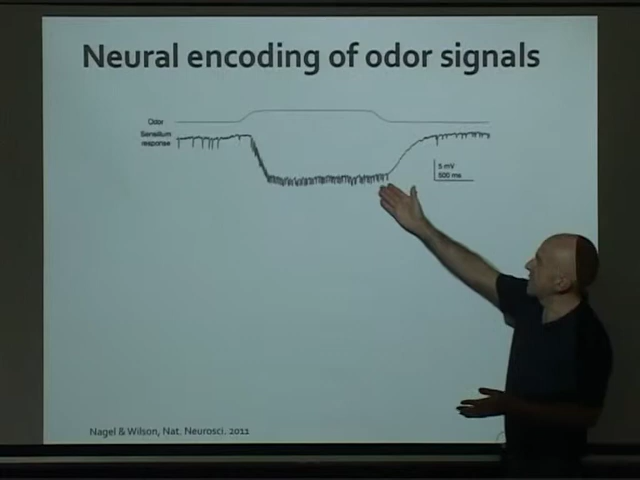 Neural encoding of odor signals
Odor
Sensillum
response
5 mV
500 ms
Nagel & Wilson, Nat. Neurosci. 2011